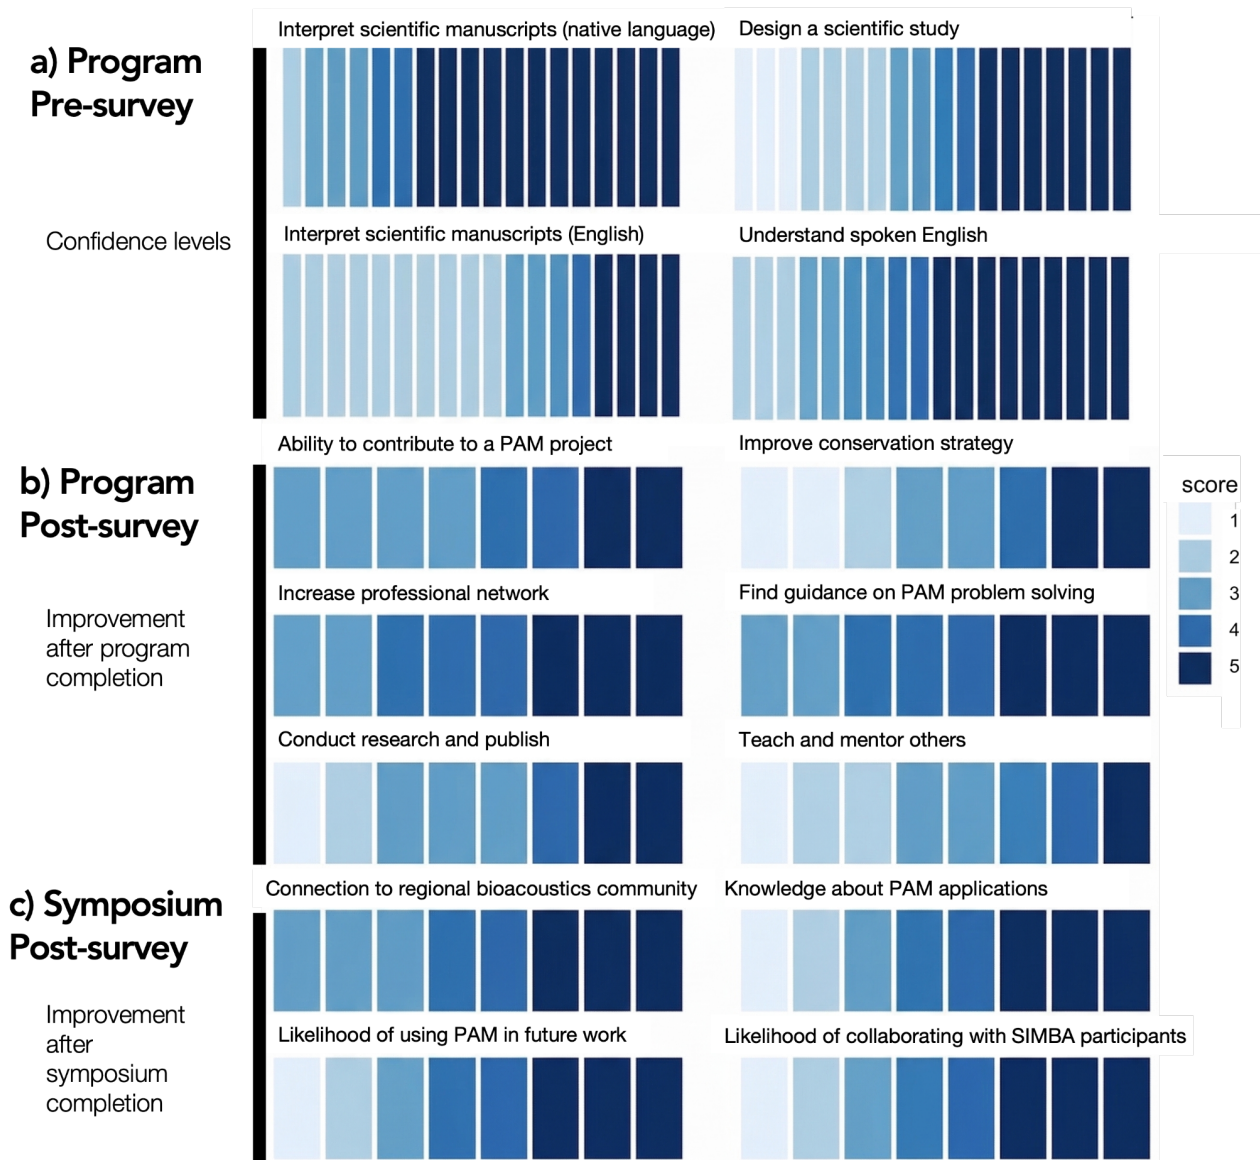 a) Program
Pre-survey
Confidence levels
Interpret scientific manuscripts (native language)
Design a scientific study
Interpret scientific manuscripts (English)
Understand spoken English
b) Program
Post-survey
Improvement
after program
completion
Ability to contribute to a PAM project
Improve conservation strategy
Increase professional network
Find guidance on PAM problem solving
Conduct research and publish
Teach and mentor others
score
1
2
3
4
5
c) Symposium
Post-survey
Improvement
after
symposium
completion
Connection to regional bioacoustics community
Knowledge about PAM applications
Likelihood of using PAM in future work
Likelihood of collaborating with SIMBA participants